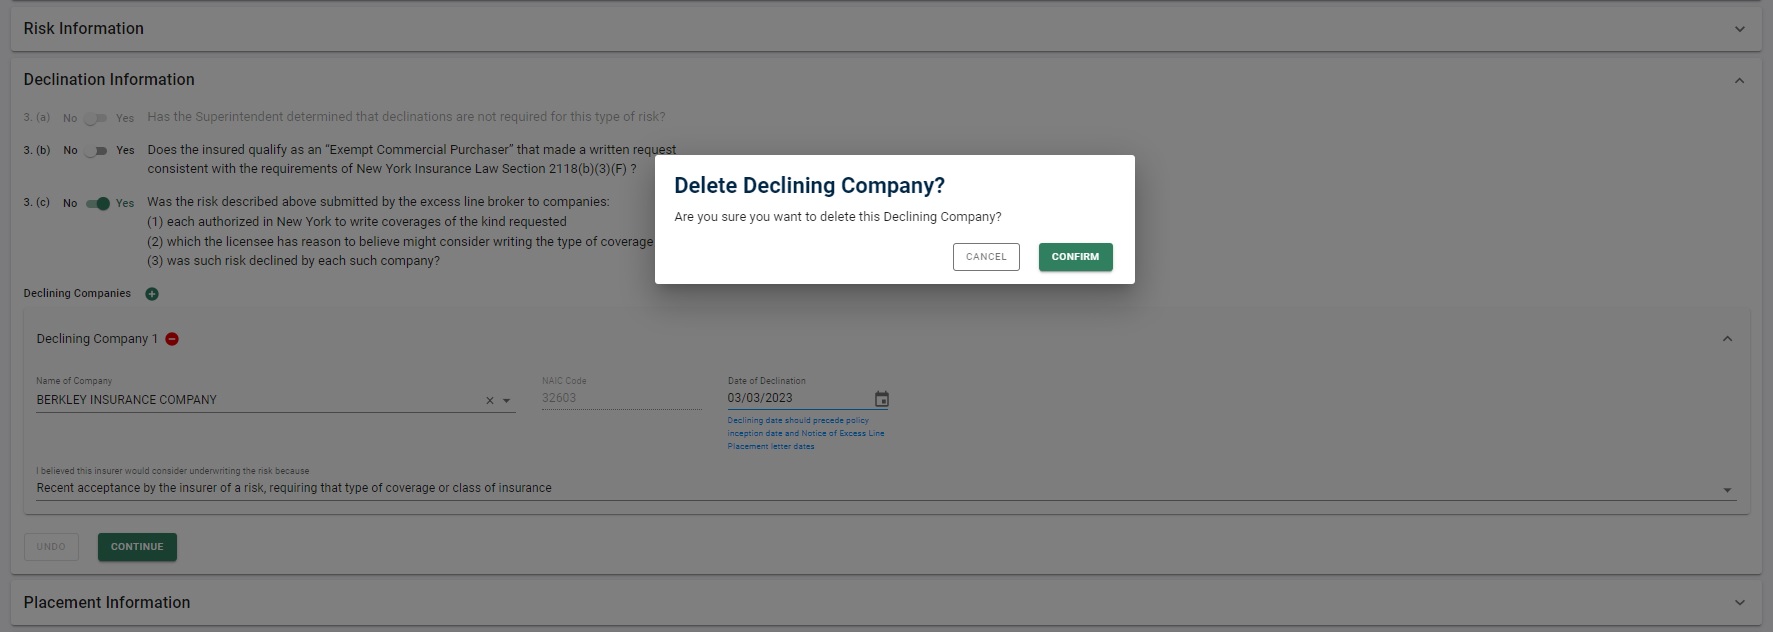 Risk Information
Declination Information
3. (a) No Yes Has the Superintendent determined that declinations are not required for this type of risk?
3. (b) No Yes Does the insured qualify as an “Exempt Commercial Purchaser” that made a written request
consistent with the requirements of New York Insurance Law Section 2118(b)(3)(F) ?
3. (c) No Yes Was the risk described above submitted by the excess line broker to companies:
(1) each authorized in New York to write coverages of the kind requested
(2) which the licensee has reason to believe might consider writing the type of coverage
(3) was such risk declined by each such company?
Delete Declining Company?
Are you sure you want to delete this Declining Company?
CANCEL CONFIRM
Declining Companies
Declining Company 1
Name of Company NAIC Code Date of Declination
BERKLEY INSURANCE COMPANY 32603 03/03/2023
Declining date should precede policy
inception date and Notice of Excess Line
Placement letter dates
I believed this insurer would consider underwriting the risk because
Recent acceptance by the insurer of a risk, requiring that type of coverage or class of insurance
UNDO CONTINUE
Placement Information